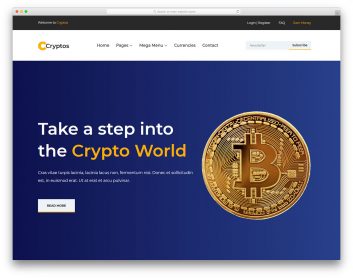 Welcome to Cryptos
Login | Register FAQ Earn Money
Cryptos
Home Pages Mega Menu Currencies Contact
Newsletter Subscribe
Take a step into
the Crypto World
Cras vitae turpis lacinia, lacinia lacus non, fermentum nisi. Donec et sollicitudin
est, in euismod erat. Ut at erat et arcu pulvinar.
READ MORE